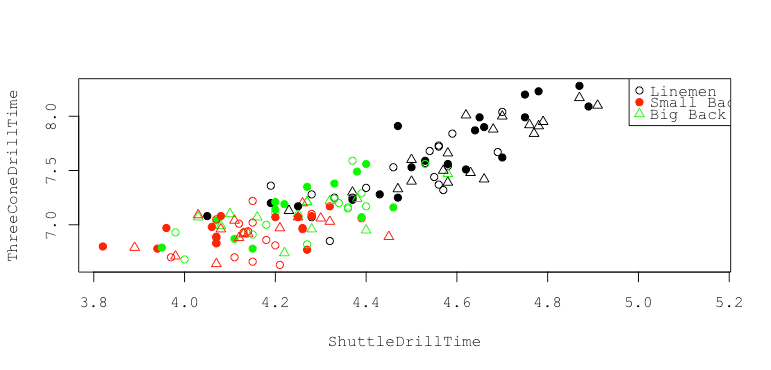 ThreeConeDrillTime
8.0
7.5
7.0
Linemen
Small Bac
Big Back
3.8 4.0 4.2 4.4 4.6 4.8 5.0 5.2
ShuttleDrillTime